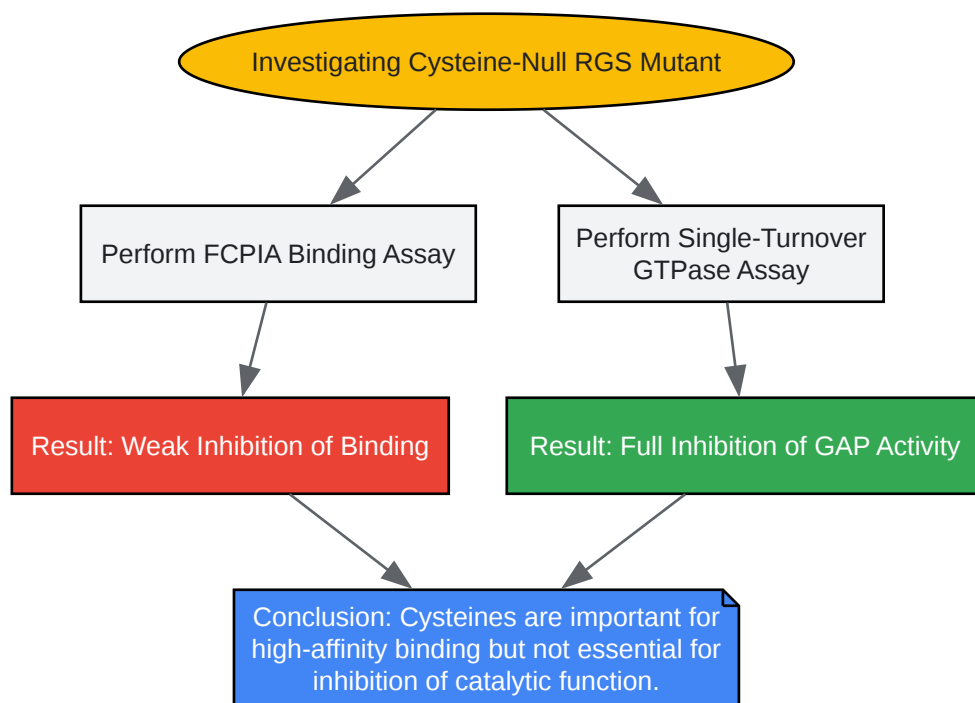 Investigating Cysteine-Null RGS Mutant
Perform FCPIA Binding Assay
Perform Single-Turnover
GTPase Assay
Result: Weak Inhibition of Binding
Result: Full Inhibition of GAP Activity
Conclusion: Cysteines are important for
high-affinity binding but not essential for
inhibition of catalytic function.